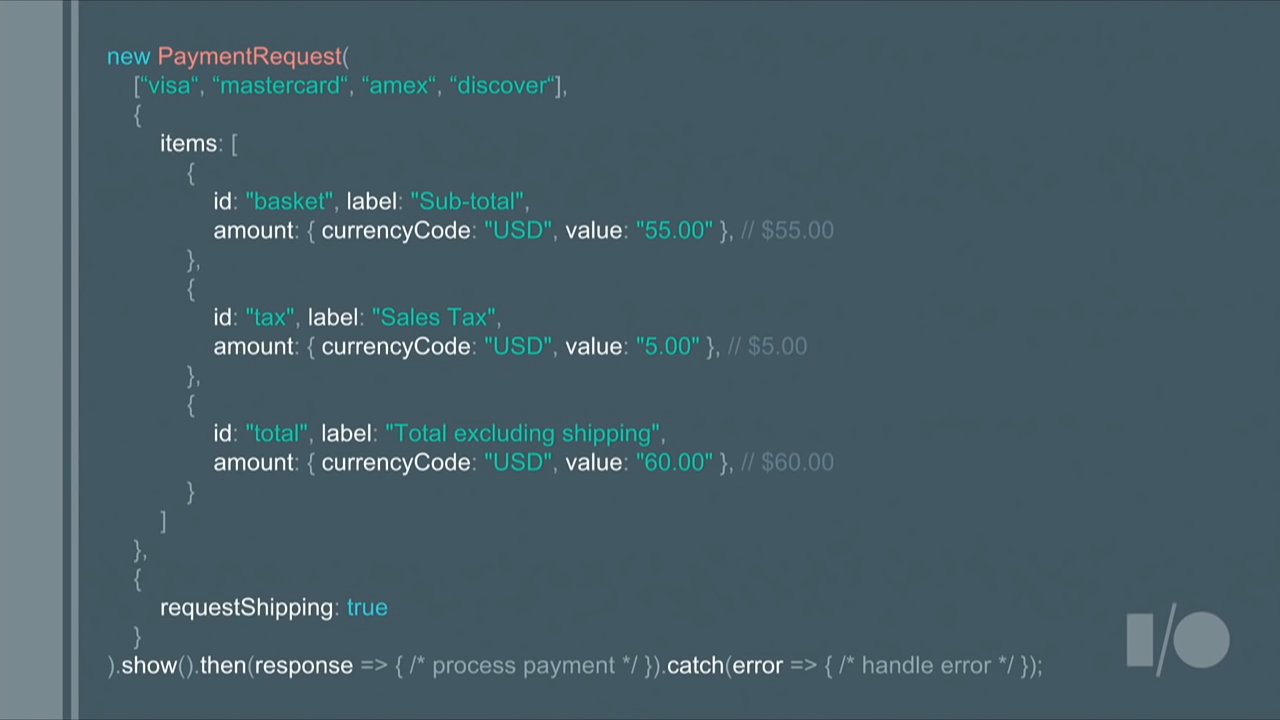 new PaymentRequest(
["visa“, “mastercard“, “amex“, “discover“],
{
items: [
{
id: "basket", label: "Sub-total",
amount: { currencyCode: "USD", value: "55.00" }, // $55.00
},
{
id: "tax", label: "Sales Tax",
amount: { currencyCode: "USD", value: "5.00" }, // $5.00
},
{
id: "total", label: "Total excluding shipping",
amount: { currencyCode: "USD", value: "60.00" }, // $60.00
}
]
},
{
requestShipping: true
}
).show().then(response => { /* process payment */ }).catch(error => { /* handle error */ });
I/O